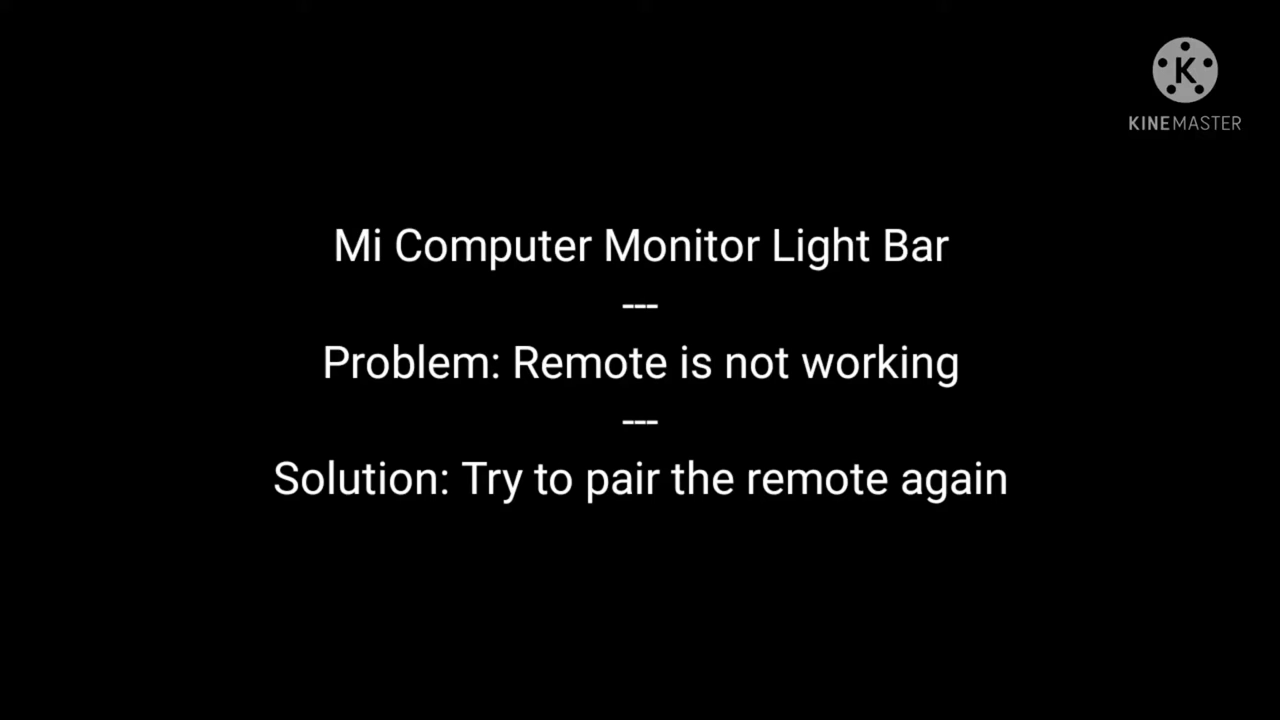 K
KINEMASTER
Mi Computer Monitor Light Bar
---
Problem: Remote is not working
---
Solution: Try to pair the remote again